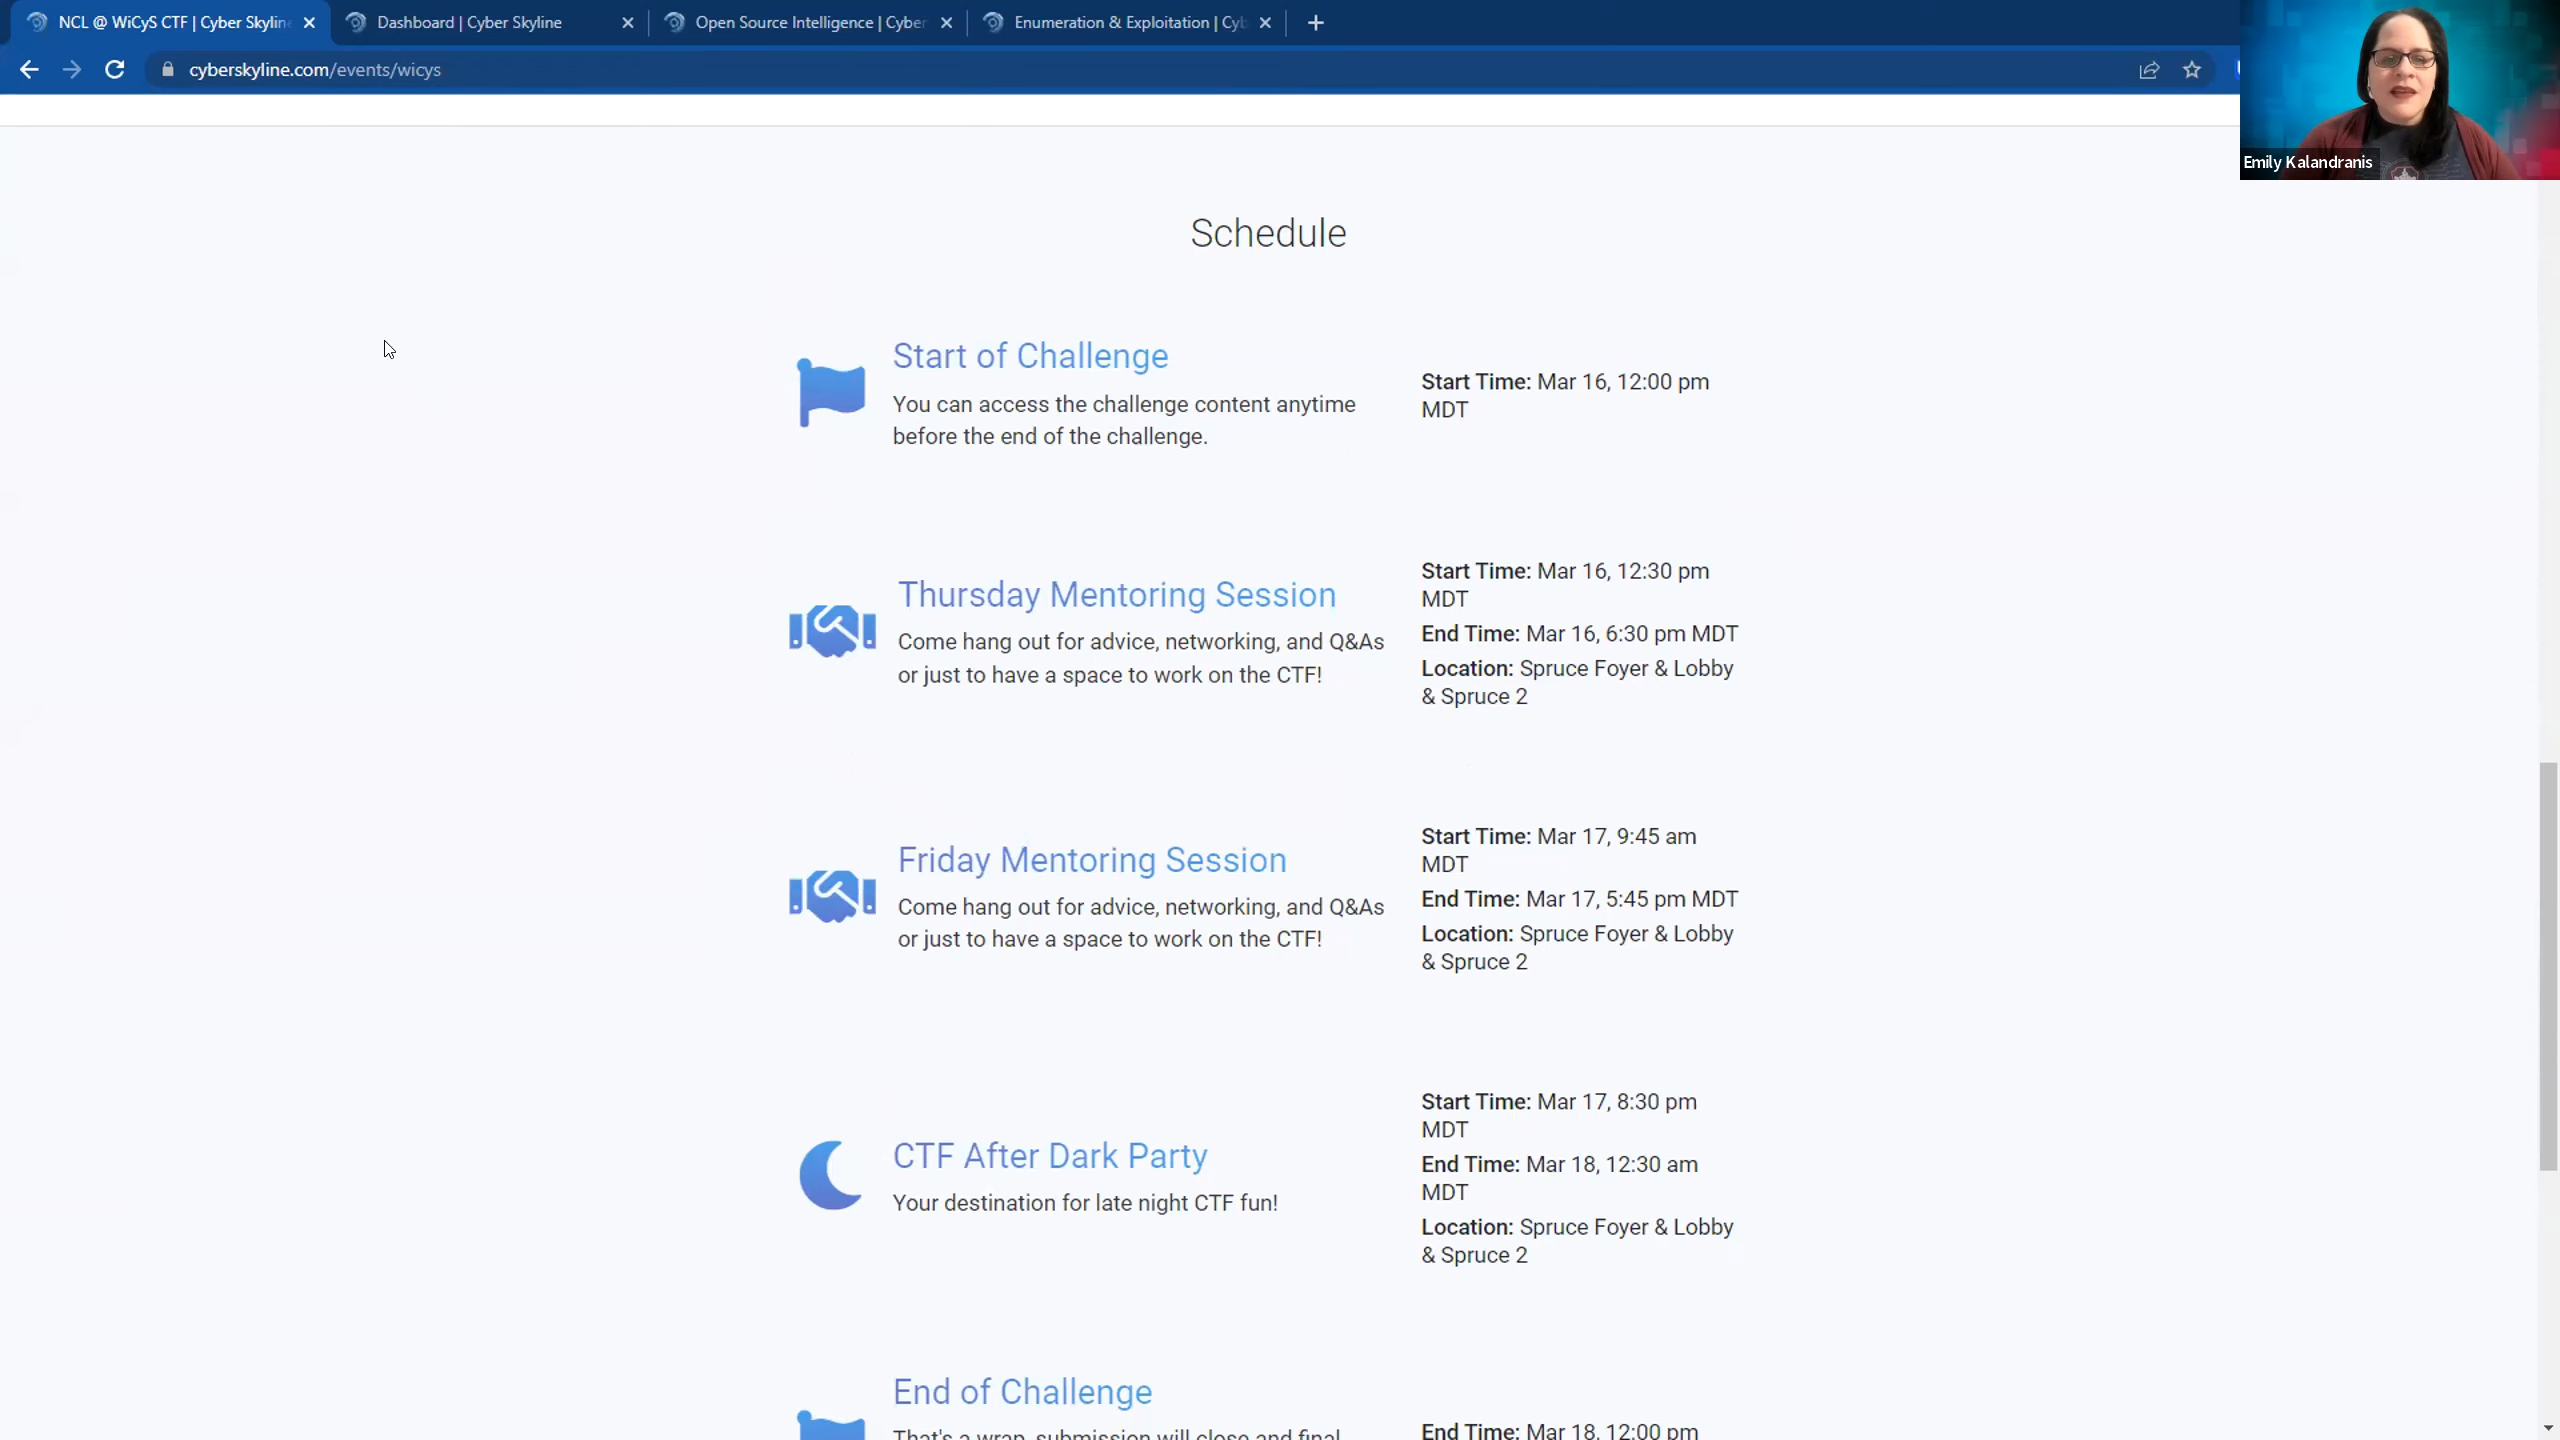 NCL @ WiCyS CTF | Cyber Skyline
Dashboard | Cyber Skyline
Open Source Intelligence | Cyber
Enumeration & Exploitation | Cyb
cyberskyline.com/events/wicys
Emily Kalandranis
Schedule
Start of Challenge
You can access the challenge content anytime
before the end of the challenge.
Start Time: Mar 16, 12:00 pm
MDT
Thursday Mentoring Session
Come hang out for advice, networking, and Q&As
or just to have a space to work on the CTF!
Start Time: Mar 16, 12:30 pm
MDT
End Time: Mar 16, 6:30 pm MDT
Location: Spruce Foyer & Lobby
& Spruce 2
Friday Mentoring Session
Come hang out for advice, networking, and Q&As
or just to have a space to work on the CTF!
Start Time: Mar 17, 9:45 am
MDT
End Time: Mar 17, 5:45 pm MDT
Location: Spruce Foyer & Lobby
& Spruce 2
CTF After Dark Party
Your destination for late night CTF fun!
Start Time: Mar 17, 8:30 pm
MDT
End Time: Mar 18, 12:30 am
MDT
Location: Spruce Foyer & Lobby
& Spruce 2
End of Challenge
That's a wrap, submission will close and final
End Time: Mar 18, 12:00 pm